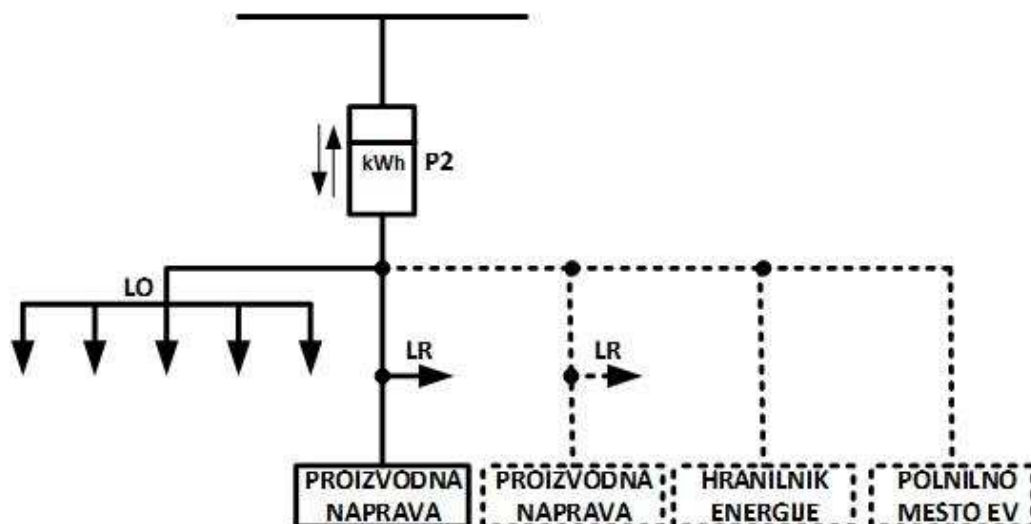 kWh
P2
LO
LR
LR
PROIZVODNA
NAPRAVA
PROIZVODNA
NAPRAVA
HRANILNIK
ENERGIJE
POLNILNO
MESTO EV